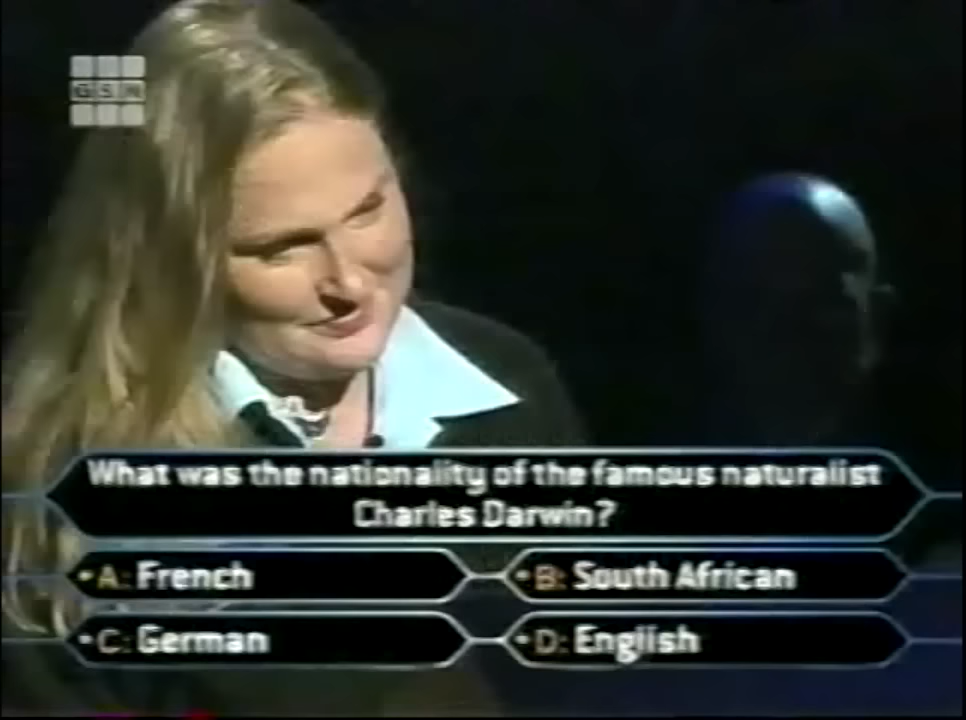 GSN
What was the nationality of the famous naturalist
Charles Darwin?
A: French
B: South African
C: German
D: English